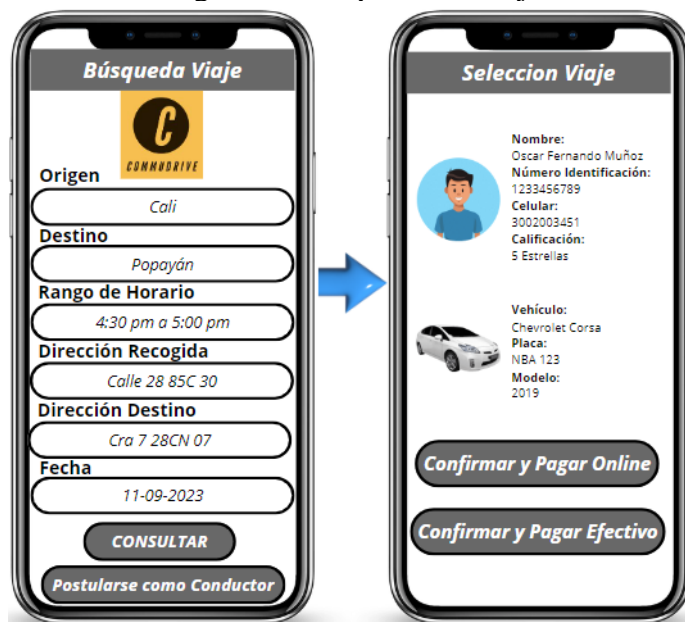 Búsqueda Viaje
C
COMMUDRIVE
Origen
Cali
Destino
Popayán
Rango de Horario
4:30 pm a 5:00 pm
Dirección Recogida
Calle 28 85C 30
Dirección Destino
Cra 7 28CN 07
Fecha
11-09-2023
CONSULTAR
Postularse como Conductor
Seleccion Viaje
Nombre:
Oscar Fernando Muñoz
Número Identificación:
1233456789
Celular:
3002003451
Calificación:
5 Estrellas
Vehículo:
Chevrolet Corsa
Placa:
NBA 123
Modelo:
2019
Confirmar y Pagar Online
Confirmar y Pagar Efectivo